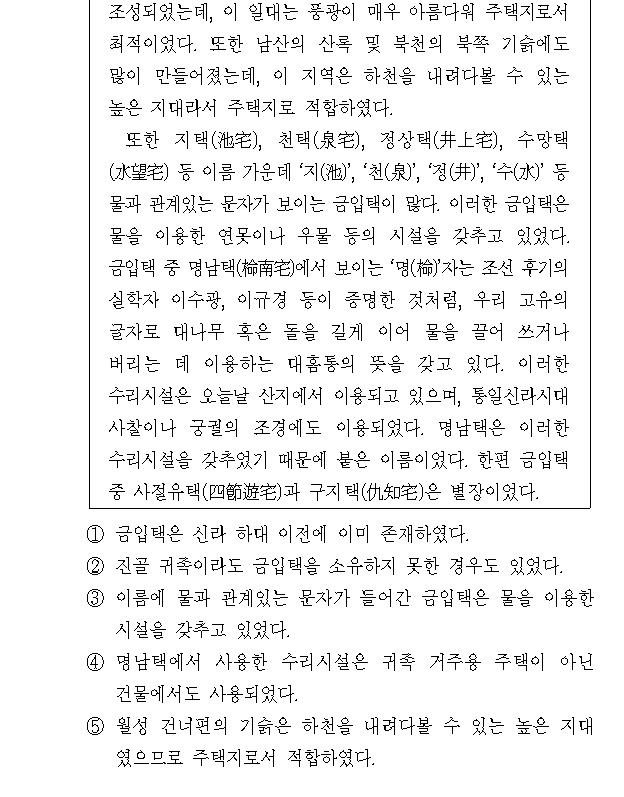 조성되었는데, 이 일대는 풍광이 매우 아름다워 주택지로서
최적이었다. 또한 남산의 산록 및 북천의 북쪽 기슭에도
많이 만들어졌는데, 이 지역은 하천을 내려다볼 수 있는
높은 지대라서 주택지로 적합하였다.
또한 지택(池宅), 천택(泉宅), 정상택(井上宅), 수망택
(水望宅) 등 이름 가운데 ‘지(池)’, ‘천(泉)’, ‘정(井)’, ‘수(水)’ 등
물과 관계있는 문자가 보이는 금입택이 많다. 이러한 금입택은
물을 이용한 연못이나 우물 등의 시설을 갖추고 있었다.
금입택 중 명남택(椧南宅)에서 보이는 ‘명(椧)’자는 조선 후기의
실학자 이수광, 이규경 등이 증명한 것처럼, 우리 고유의
글자로 대나무 혹은 돌을 길게 이어 물을 끌어 쓰거나
버리는 데 이용하는 대홈통의 뜻을 갖고 있다. 이러한
수리시설은 오늘날 산지에서 이용되고 있으며, 통일신라시대
사찰이나 궁궐의 조경에도 이용되었다. 명남택은 이러한
수리시설을 갖추었기 때문에 붙은 이름이었다. 한편 금입택
중 사절유택(四節遊宅)과 구지택(仇知宅)은 별장이었다.
① 금입택은 신라 하대 이전에 이미 존재하였다.
② 진골 귀족이라도 금입택을 소유하지 못한 경우도 있었다.
③ 이름에 물과 관계있는 문자가 들어간 금입택은 물을 이용한
시설을 갖추고 있었다.
④ 명남택에서 사용한 수리시설은 귀족 거주용 주택이 아닌
건물에서도 사용되었다.
⑤ 월성 건너편의 기슭은 하천을 내려다볼 수 있는 높은 지대
였으므로 주택지로서 적합하였다.